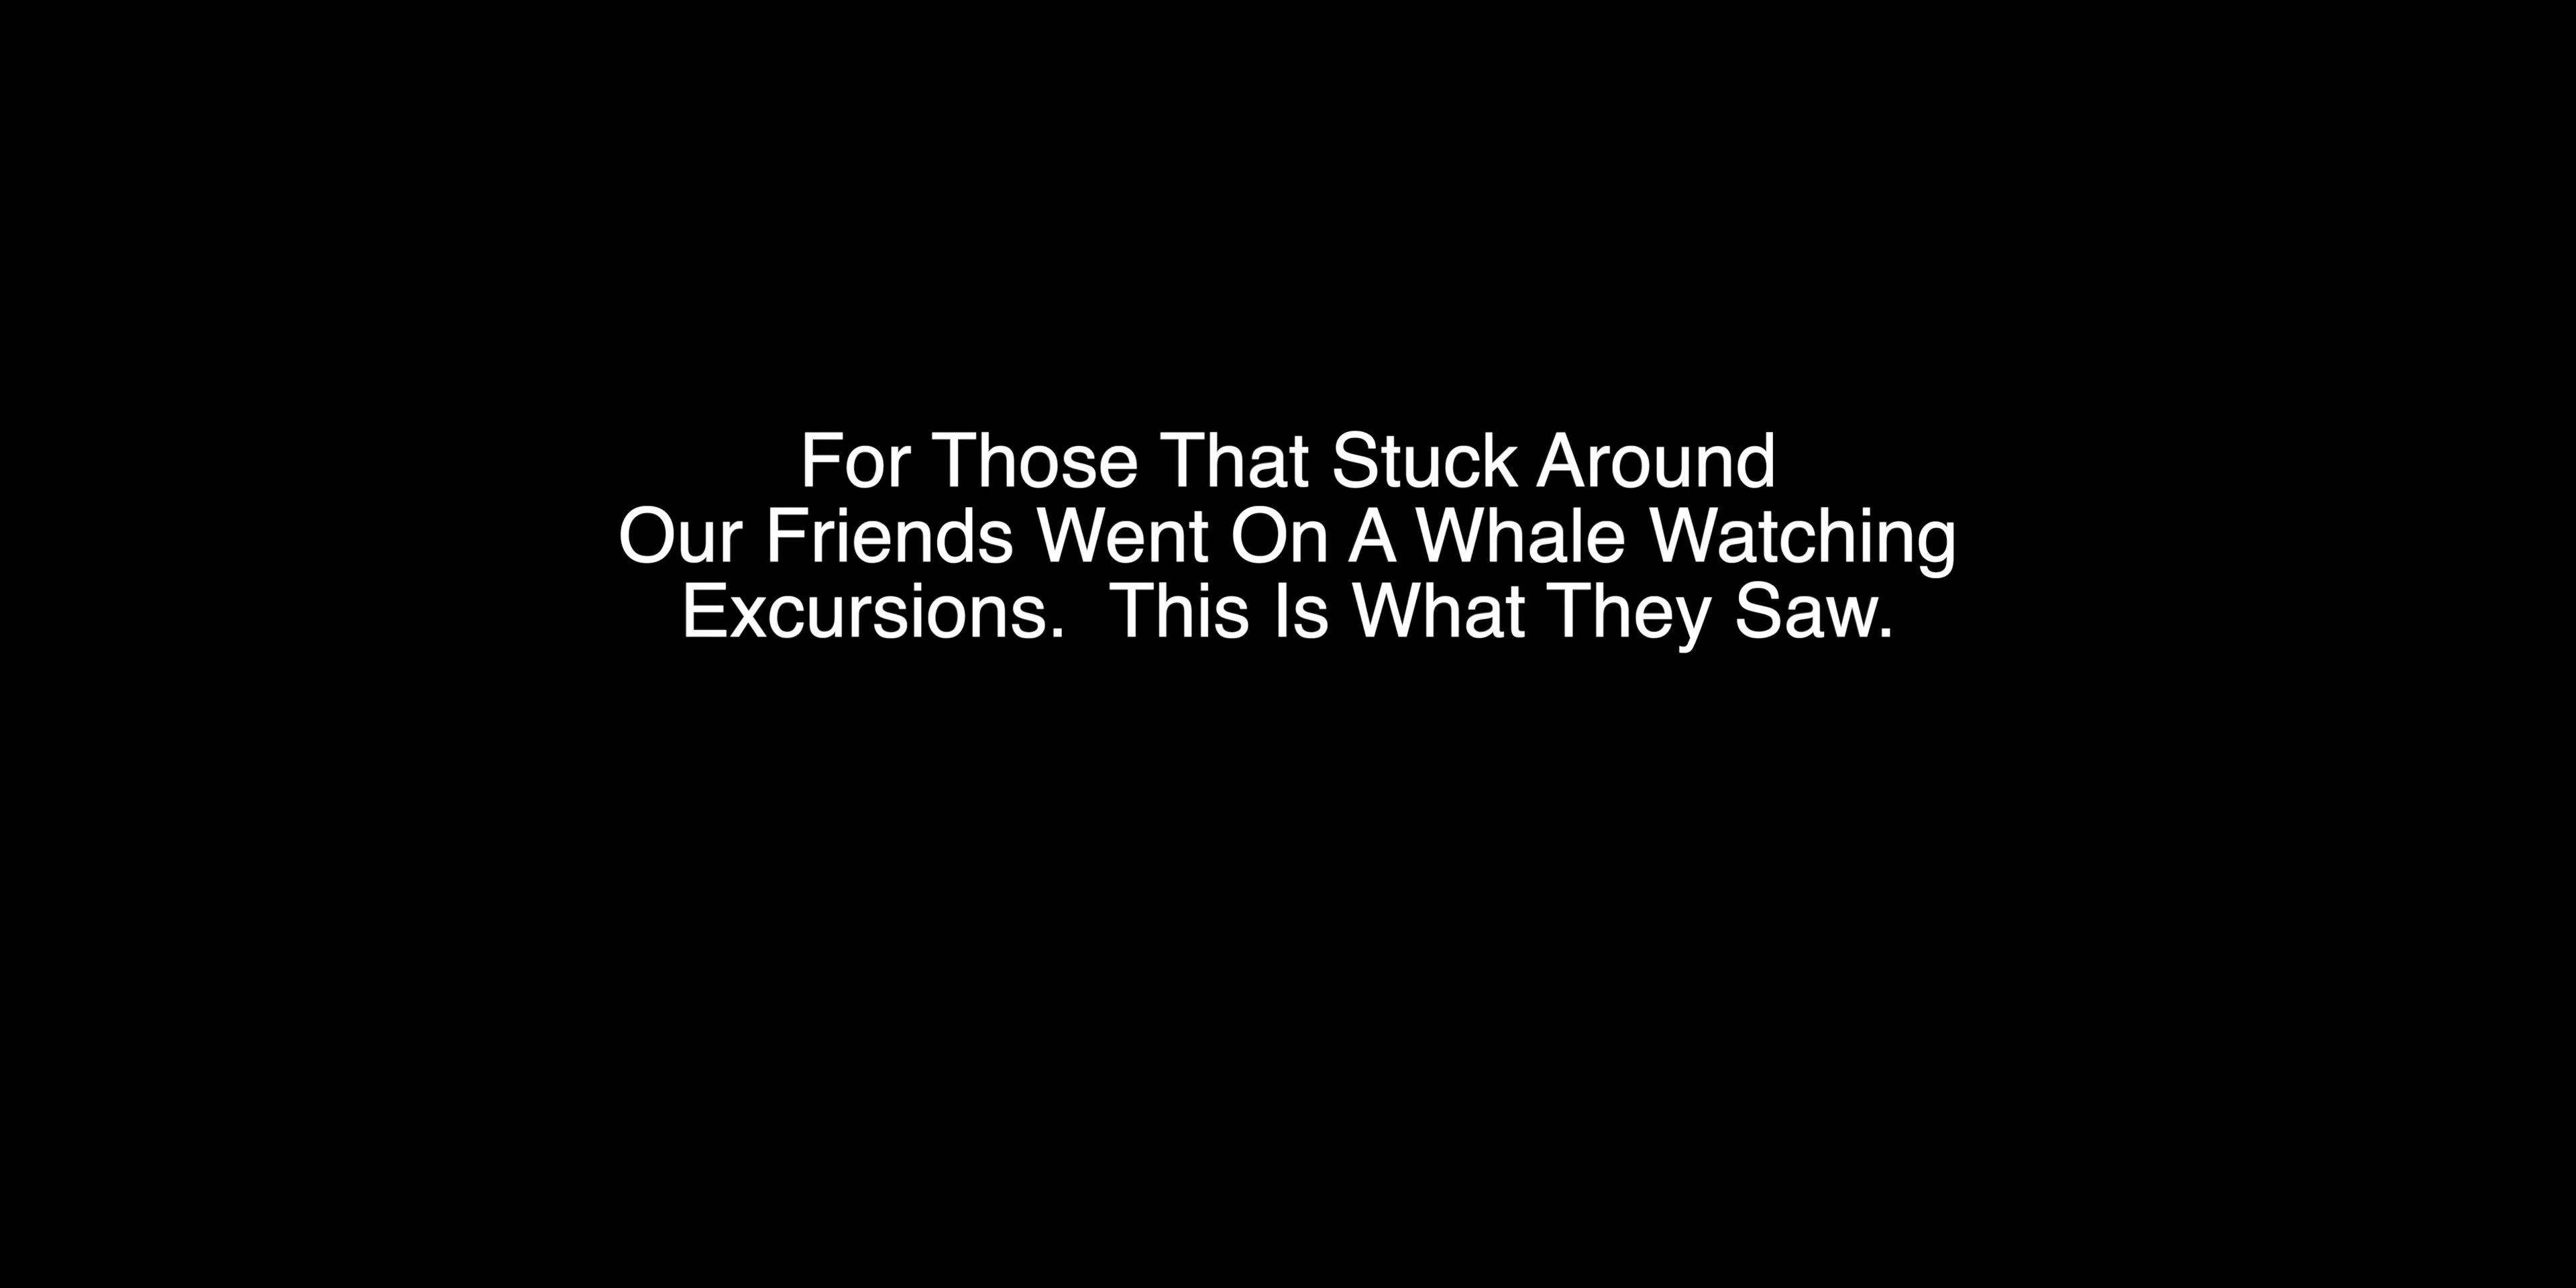 For Those That Stuck Around
Our Friends Went On A Whale Watching
Excursions.  This Is What They Saw.